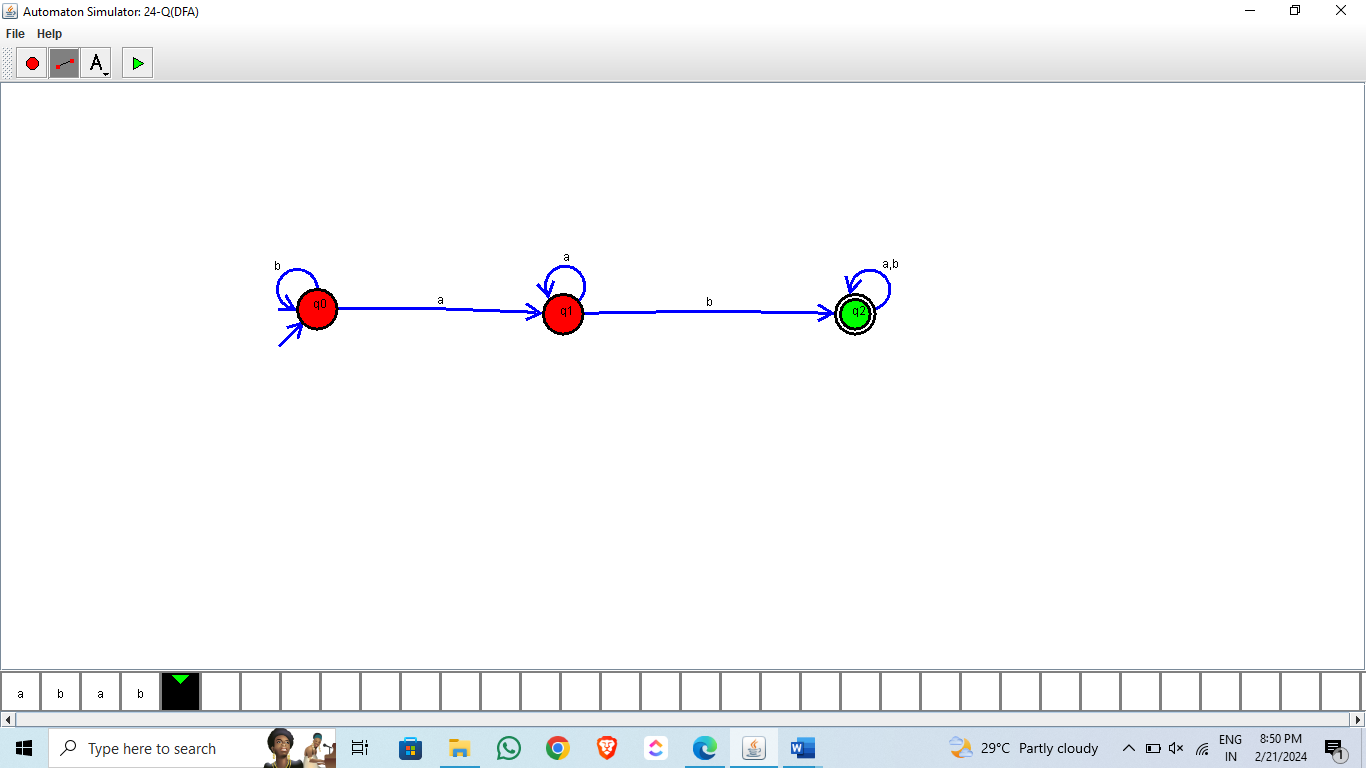 Automaton Simulator: 24-Q(DFA)
File Help
A
b
a
a
b
a,b
q0
q1
q2
a b a b
Type here to search
29°C Partly cloudy
ENG
IN
8:50 PM
2/21/2024
1